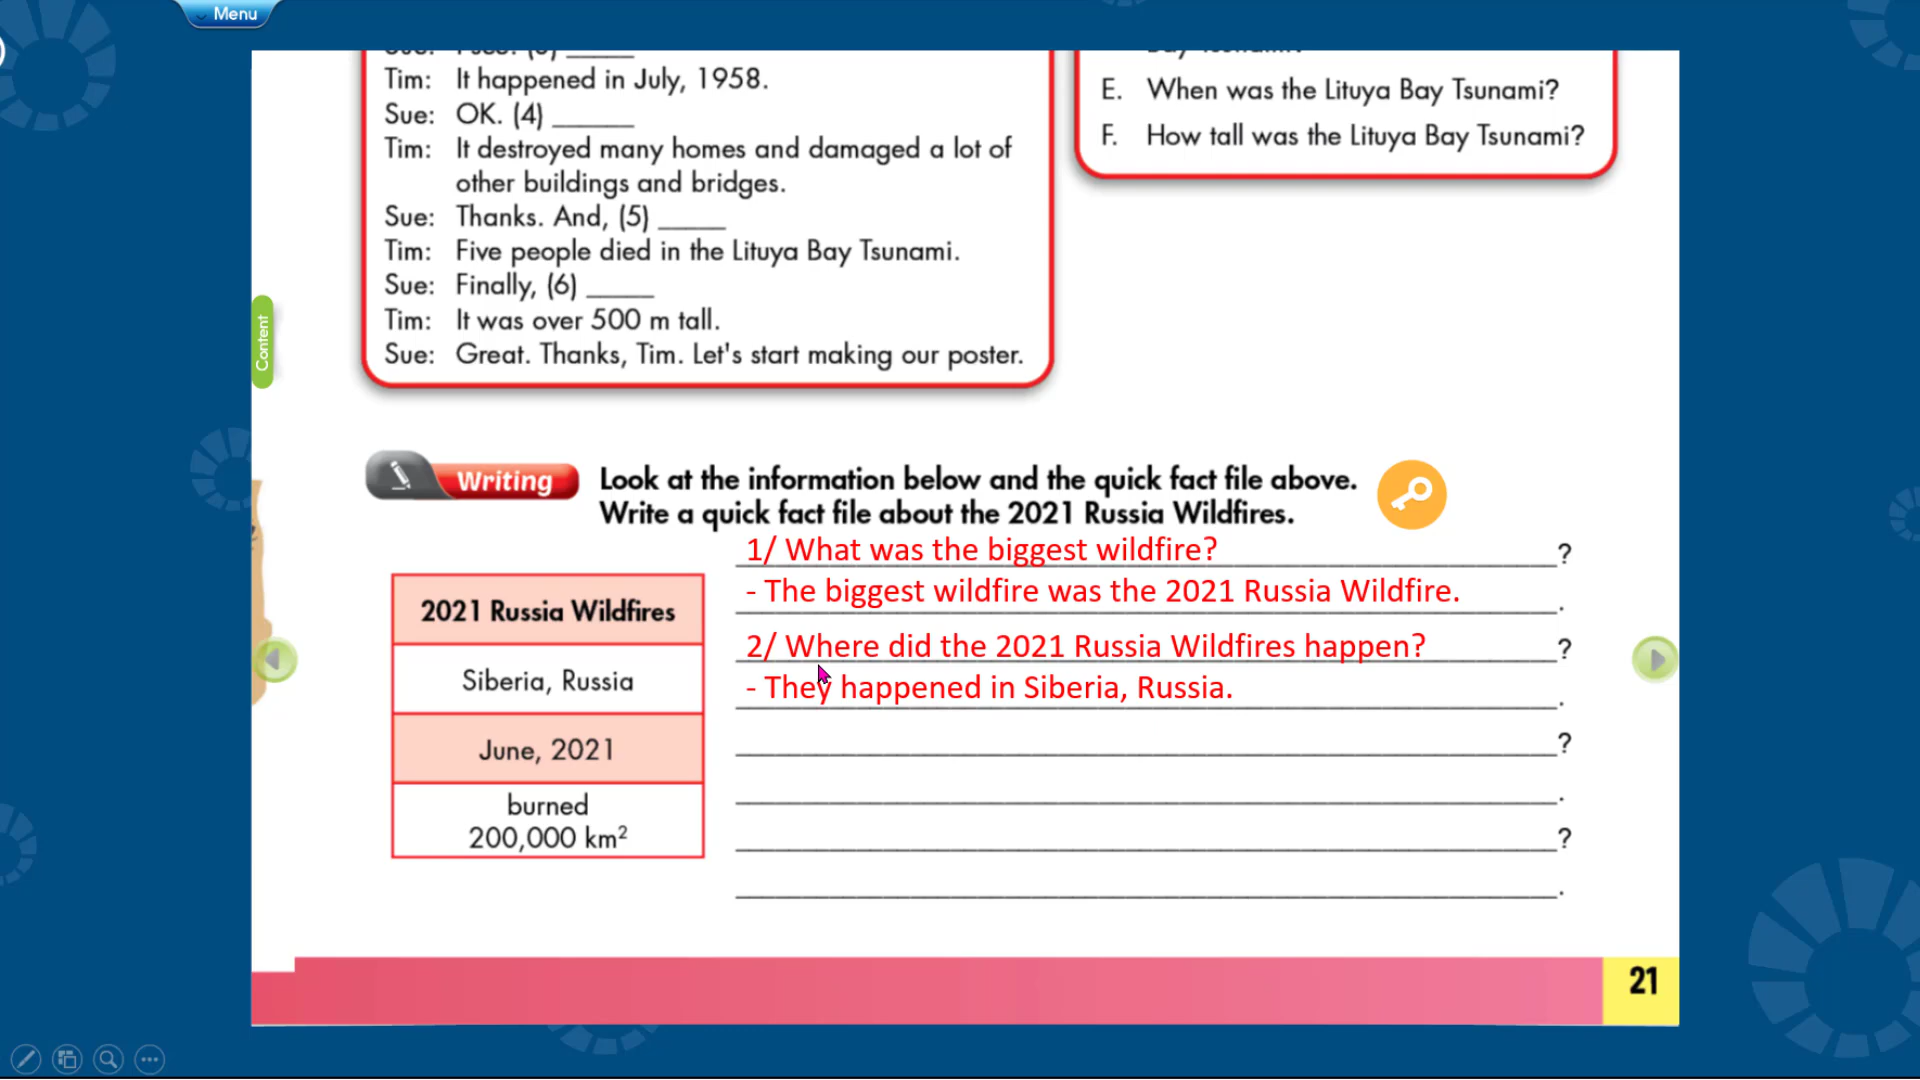 Menu
Tim: It happened in July, 1958.
Sue: OK. (4) ______
Tim: It destroyed many homes and damaged a lot of
other buildings and bridges.
Sue: Thanks. And, (5) _____
Tim: Five people died in the Lituya Bay Tsunami.
Sue: Finally, (6) _____
Tim: It was over 500 m tall.
Sue: Great. Thanks, Tim. Let's start making our poster.
E. When was the Lituya Bay Tsunami?
F. How tall was the Lituya Bay Tsunami?
Content
Writing
Look at the information below and the quick fact file above.
Write a quick fact file about the 2021 Russia Wildfires.
2021 Russia Wildfires
Siberia, Russia
June, 2021
burned
200,000 km²
1/ What was the biggest wildfire? ?
- The biggest wildfire was the 2021 Russia Wildfire. .
2/ Where did the 2021 Russia Wildfires happen? ?
- They happened in Siberia, Russia. .
?
.
?
.
21